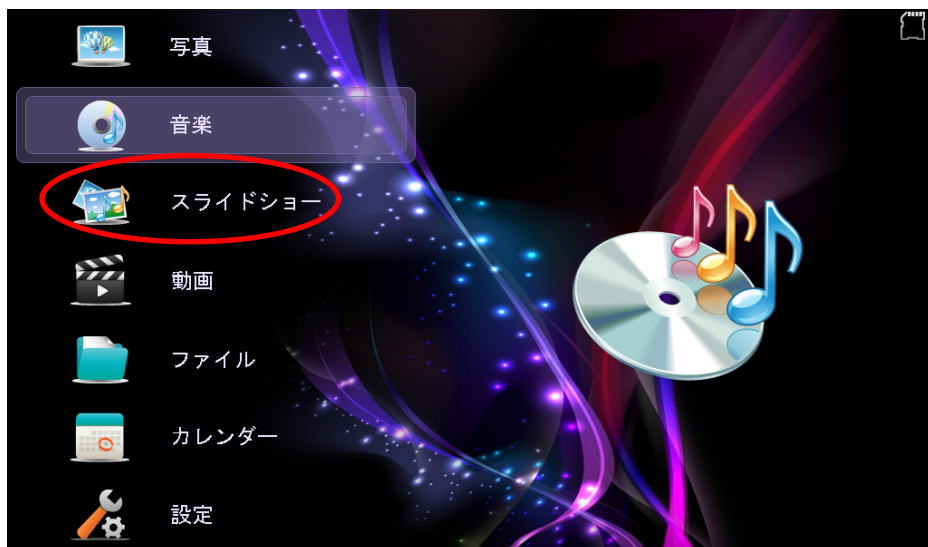 写真
音楽
スライドショー
動画
ファイル
カレンダー
設定